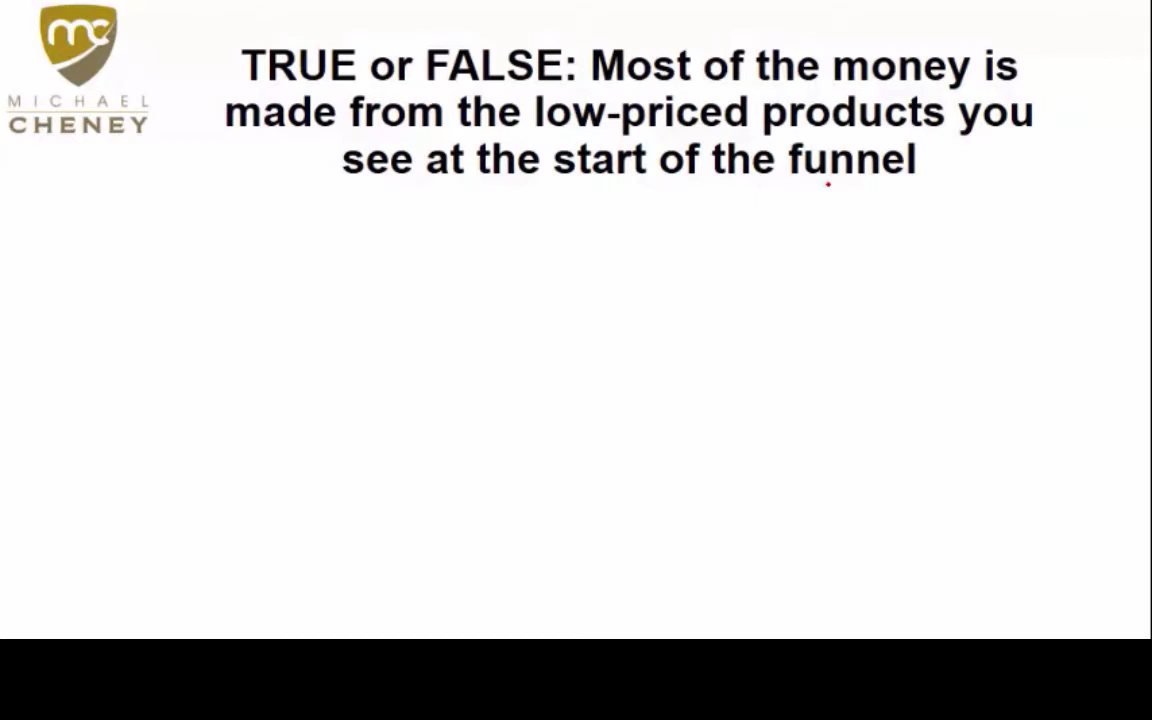 mc
MICHAEL
CHENEY
TRUE or FALSE: Most of the money is
made from the low-priced products you
see at the start of the funnel